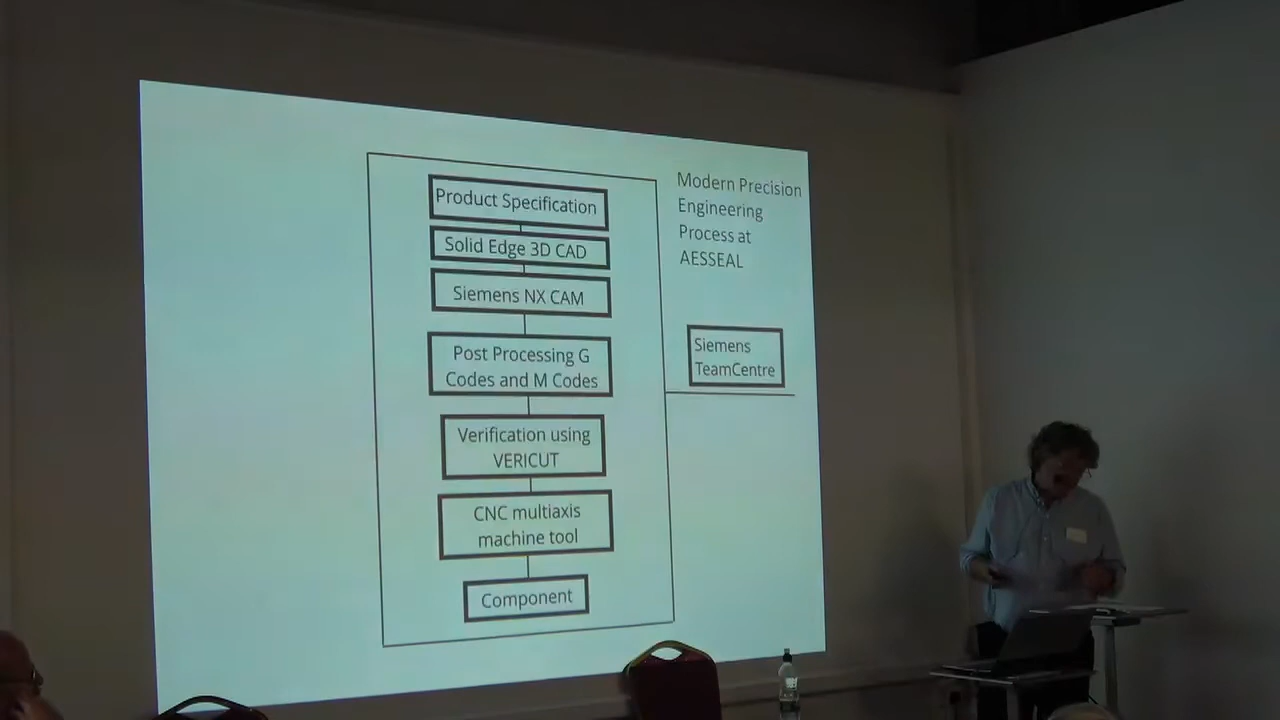 Product Specification
Solid Edge 3D CAD
Siemens NX CAM
Post Processing G
Codes and M Codes
Verification using
VERICUT
CNC multiaxis
machine tool
Component
Modern Precision
Engineering
Process at
AESSEAL
Siemens
TeamCentre